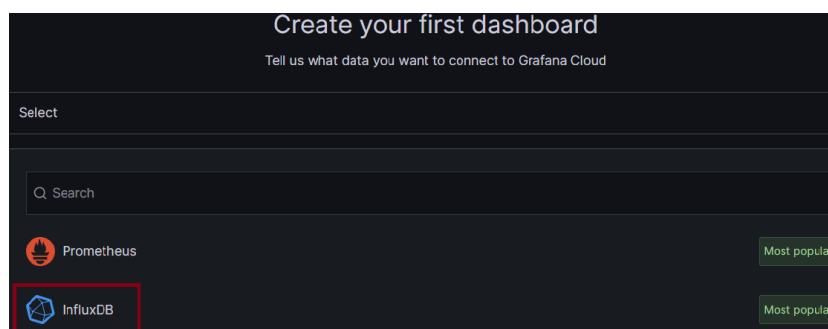 Create your first dashboard
Tell us what data you want to connect to Grafana Cloud
Select
Search
Prometheus
Most popula
InfluxDB
Most popula